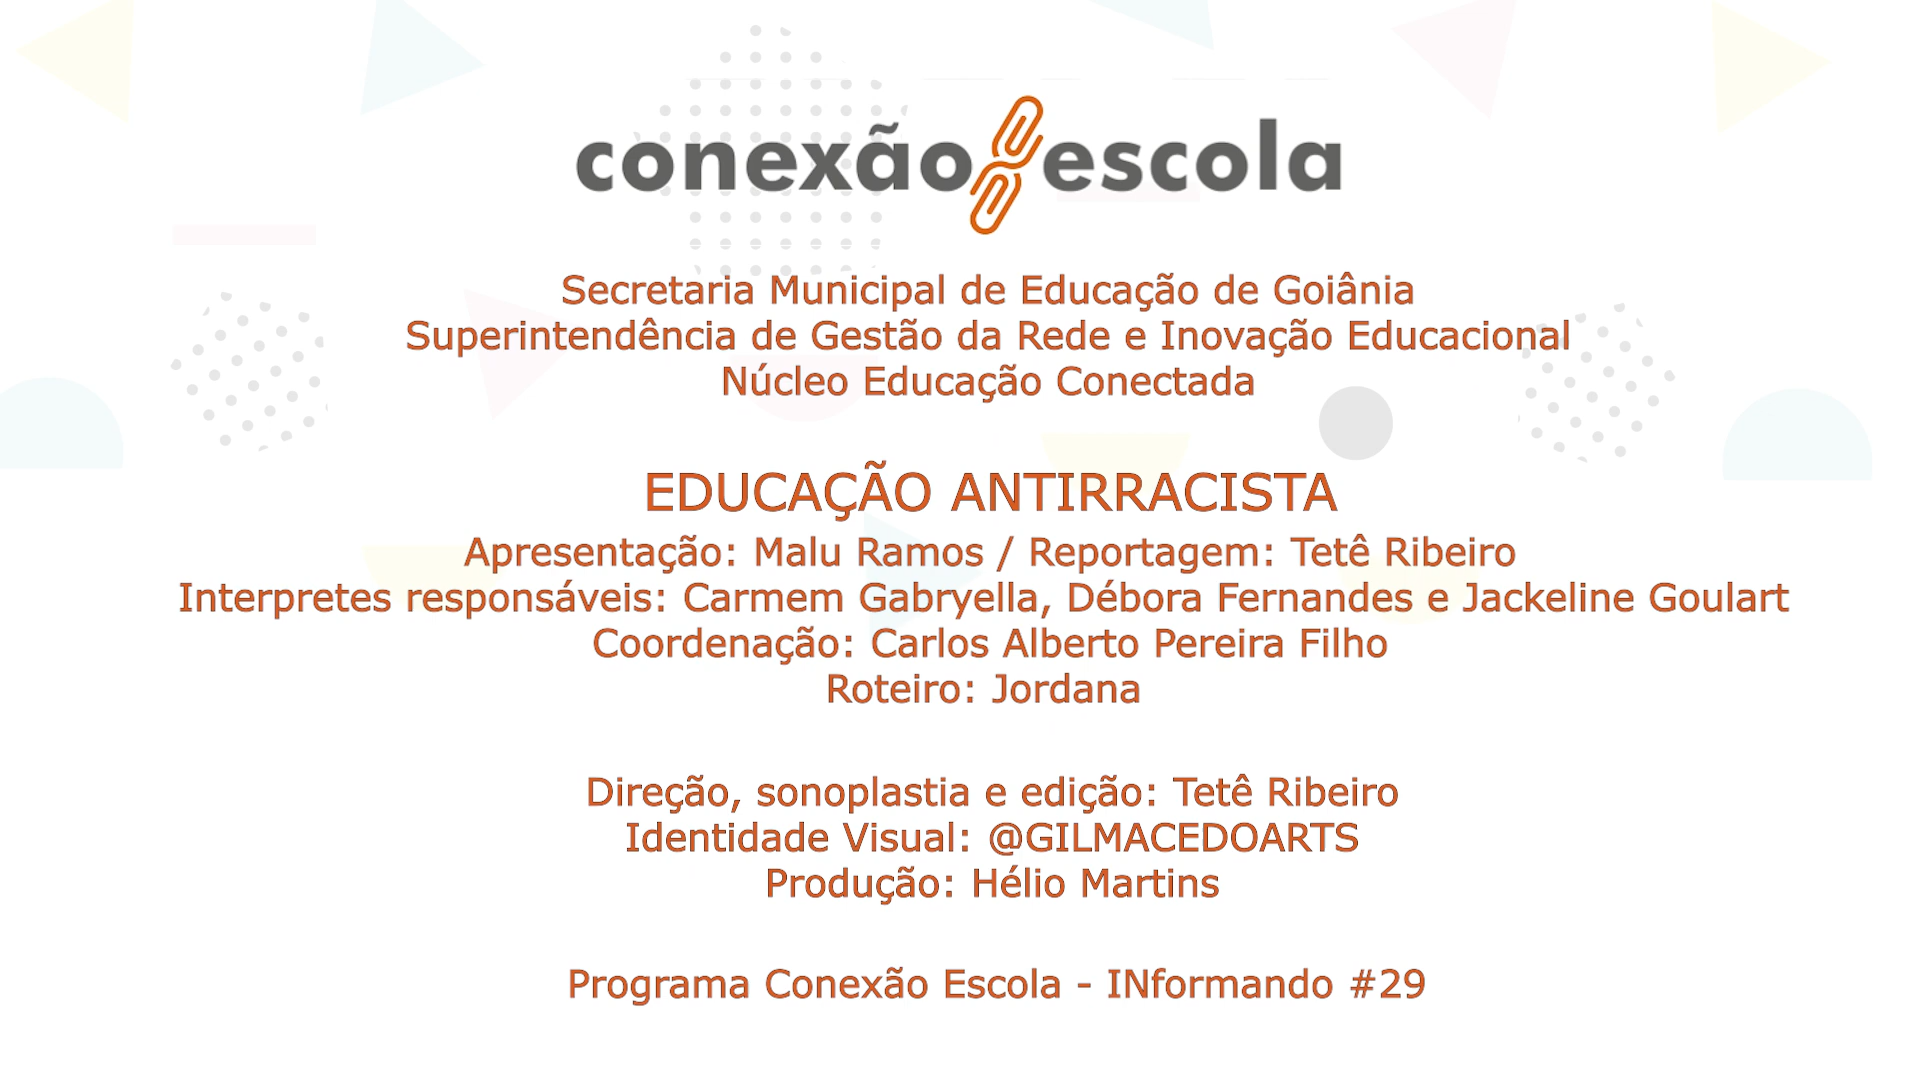 conexão escola
Secretaria Municipal de Educação de Goiânia
Superintendência de Gestão da Rede e Inovação Educacional
Núcleo Educação Conectada
EDUCAÇÃO ANTIRRACISTA
Apresentação: Malu Ramos / Reportagem: Tetê Ribeiro
Interpretes responsáveis: Carmem Gabryella, Débora Fernandes e Jackeline Goulart
Coordenação: Carlos Alberto Pereira Filho
Roteiro: Jordana
Direção, sonoplastia e edição: Tetê Ribeiro
Identidade Visual: @GILMACEDOARTS
Produção: Hélio Martins
Programa Conexão Escola - INformando #29